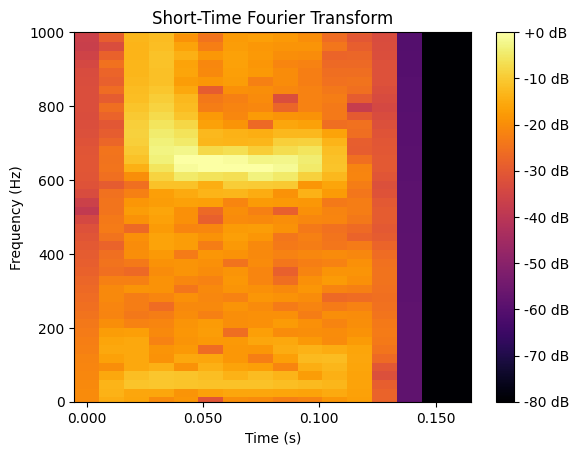 Short-Time Fourier Transform
1000
800
600
400
200
0
Frequency (Hz)
0.000
0.050
0.100
0.150
Time (s)
+0 dB
-10 dB
-20 dB
-30 dB
-40 dB
-50 dB
-60 dB
-70 dB
-80 dB